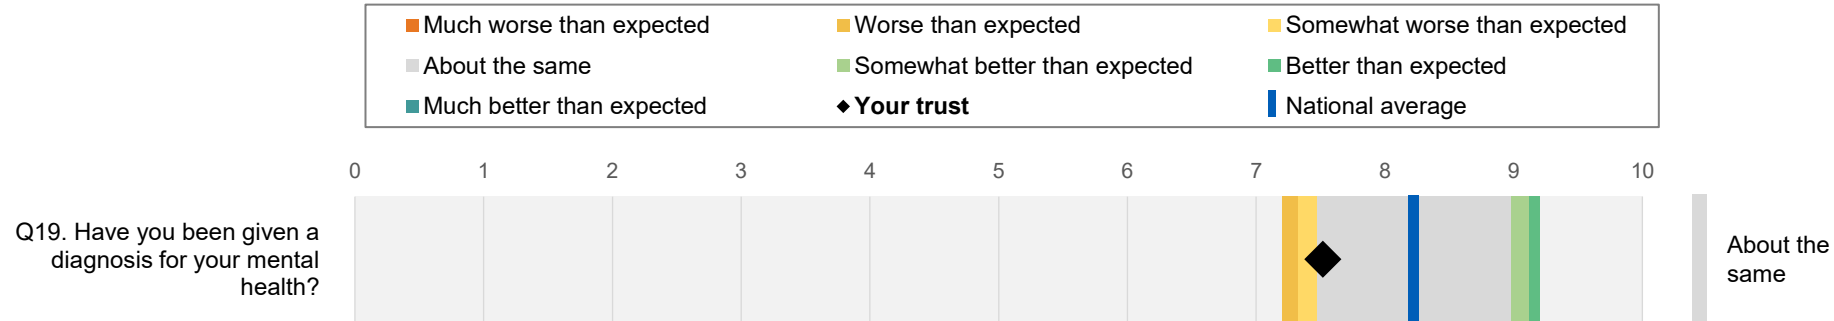 Much worse than expected
Worse than expected
Somewhat worse than expected
About the same
Somewhat better than expected
Better than expected
Much better than expected
Your trust
National average
0 1 2 3 4 5 6 7 8 9 10
Q19. Have you been given a
diagnosis for your mental
health?
About the
same